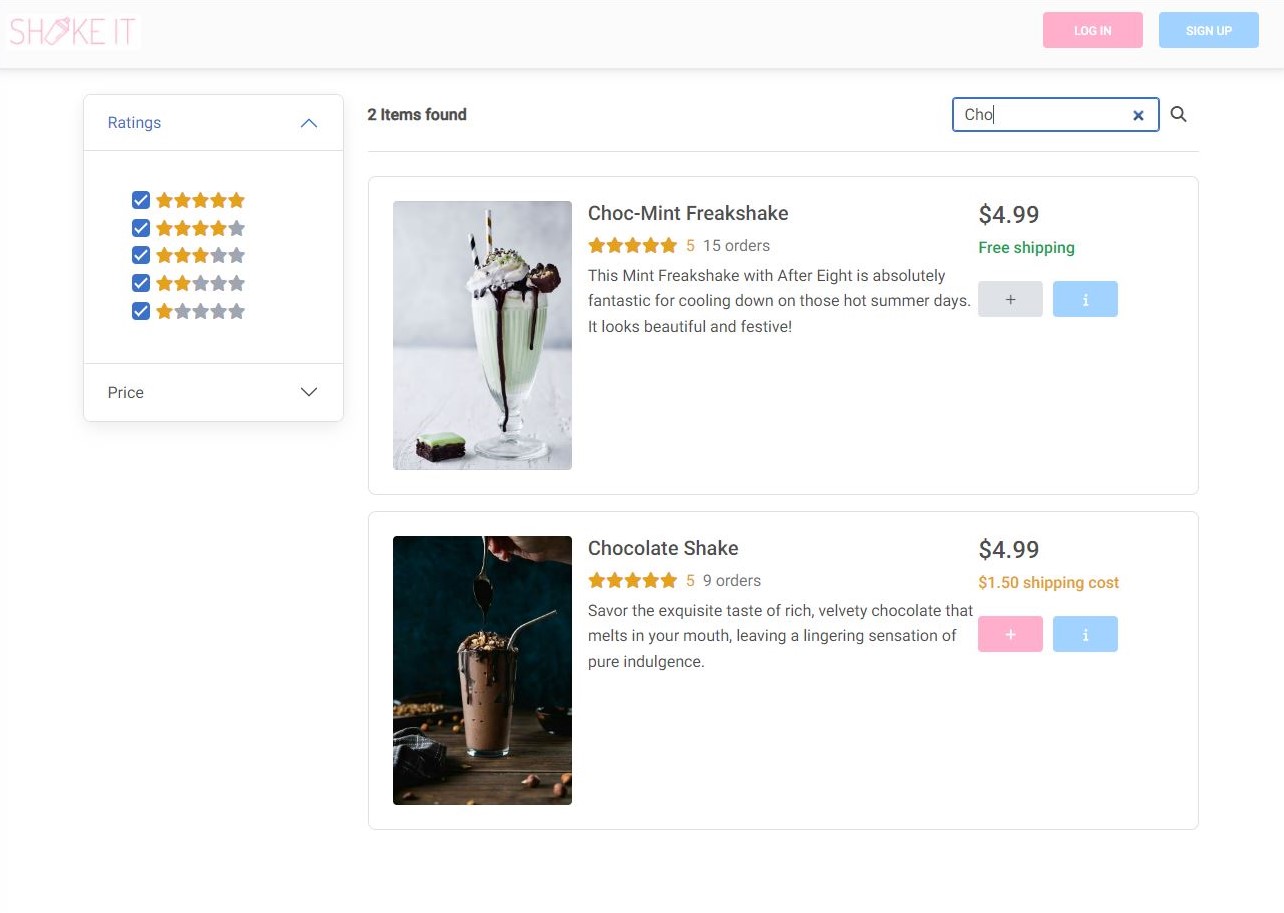 SHAKE IT
LOG IN
SIGN UP
Ratings
2 Items found
Cho
Price
Choc-Mint Freakshake
5 15 orders
This Mint Freakshake with After Eight is absolutely
fantastic for cooling down on those hot summer days.
It looks beautiful and festive!
$4.99
Free shipping
+
i
Chocolate Shake
5 9 orders
Savor the exquisite taste of rich, velvety chocolate that
melts in your mouth, leaving a lingering sensation of
pure indulgence.
$4.99
$1.50 shipping cost
+
i